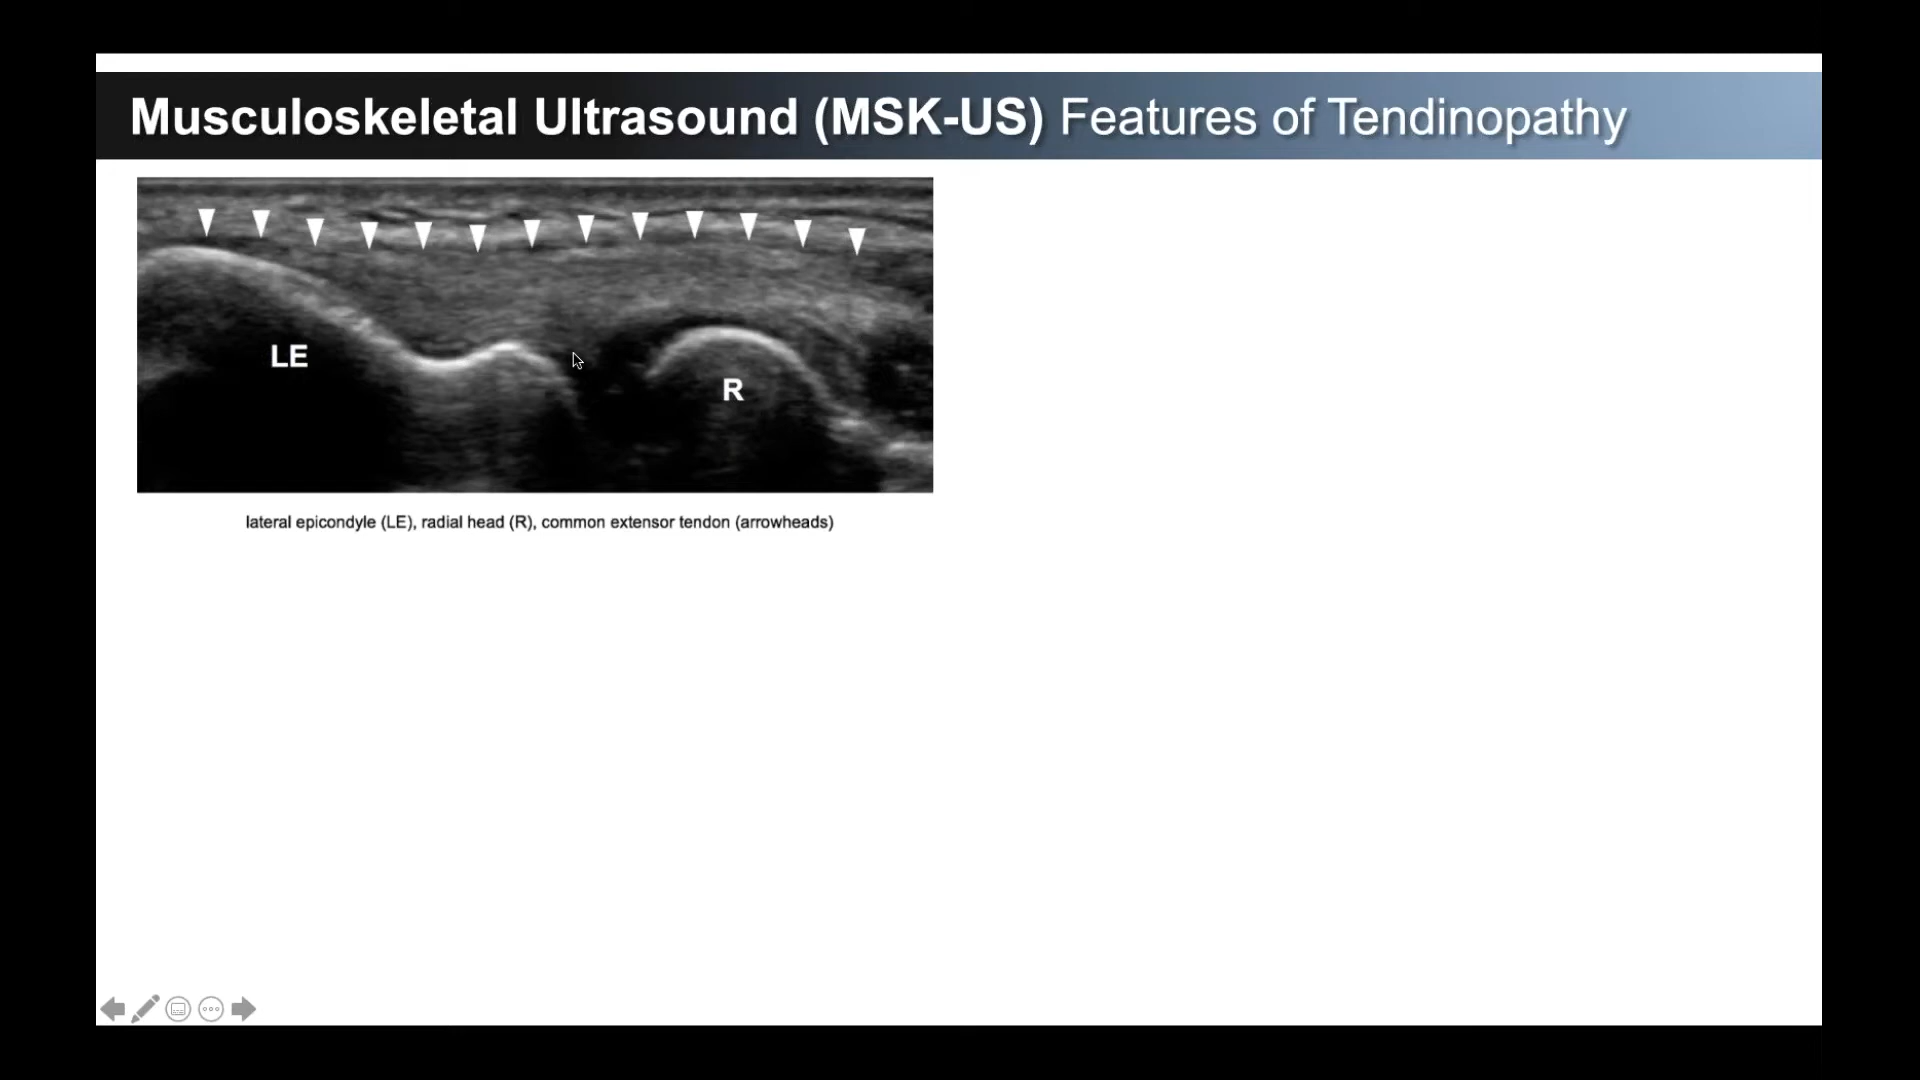 Musculoskeletal Ultrasound (MSK-US) Features of Tendinopathy
LE
R
lateral epicondyle (LE), radial head (R), common extensor tendon (arrowheads)